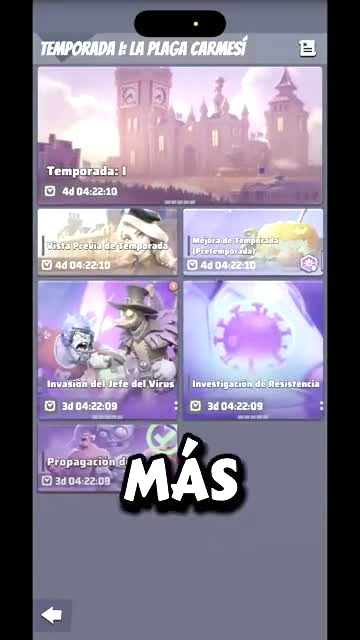 TEMPORADA I: LA PLAGA CARMESÍ
Temporada: I
4d 04:22:10
Vista Previa de Temporada
4d 04:22:10
Mejora de Temporada
(Pretemporada)
4d 04:22:10
Invasión del Jefe del Virus
3d 04:22:09
Investigación de Resistencia
3d 04:22:09
Propagación
3d 04:22:09
MÁS